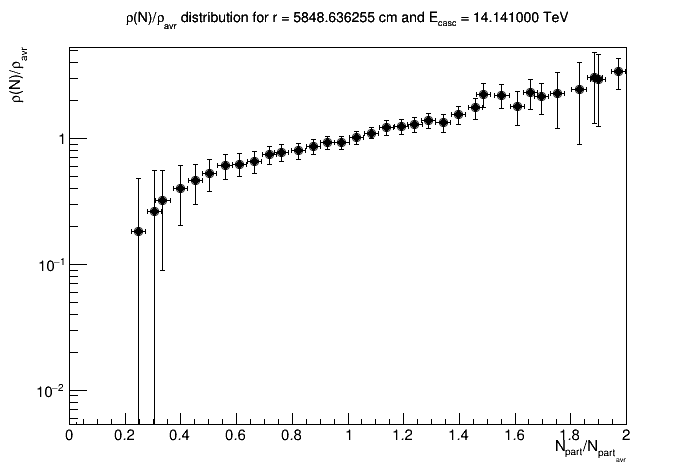 ρ(N)/ρavr distribution for r = 5848.636255 cm and Ecasc = 14.141000 TeV
ρ(N)/ρavr
1
10−1
10−2
0 0.2 0.4 0.6 0.8 1 1.2 1.4 1.6 1.8 2
Npart/Npartavr